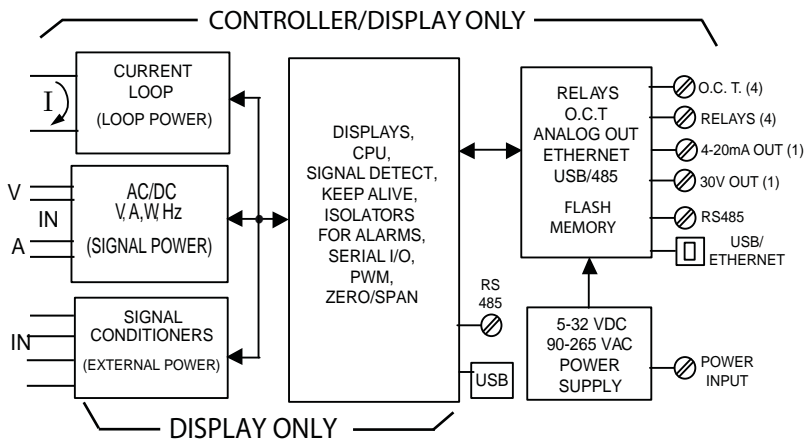 CONTROLLER/DISPLAY ONLY
CURRENT
LOOP
(LOOP POWER)
I
AC/DC
V, A, W, Hz
(SIGNAL POWER)
V
IN
A
SIGNAL
CONDITIONERS
(EXTERNAL POWER)
IN
DISPLAYS,
CPU,
SIGNAL DETECT,
KEEP ALIVE,
ISOLATORS
FOR ALARMS,
SERIAL I/O,
PWM,
ZERO/SPAN
RS
485
USB
RELAYS
O.C.T
ANALOG OUT
ETHERNET
USB/485
FLASH
MEMORY
O.C. T. (4)
RELAYS (4)
4-20mA OUT (1)
30V OUT (1)
RS485
USB/
ETHERNET
5-32 VDC
90-265 VAC
POWER
SUPPLY
POWER
INPUT
DISPLAY ONLY